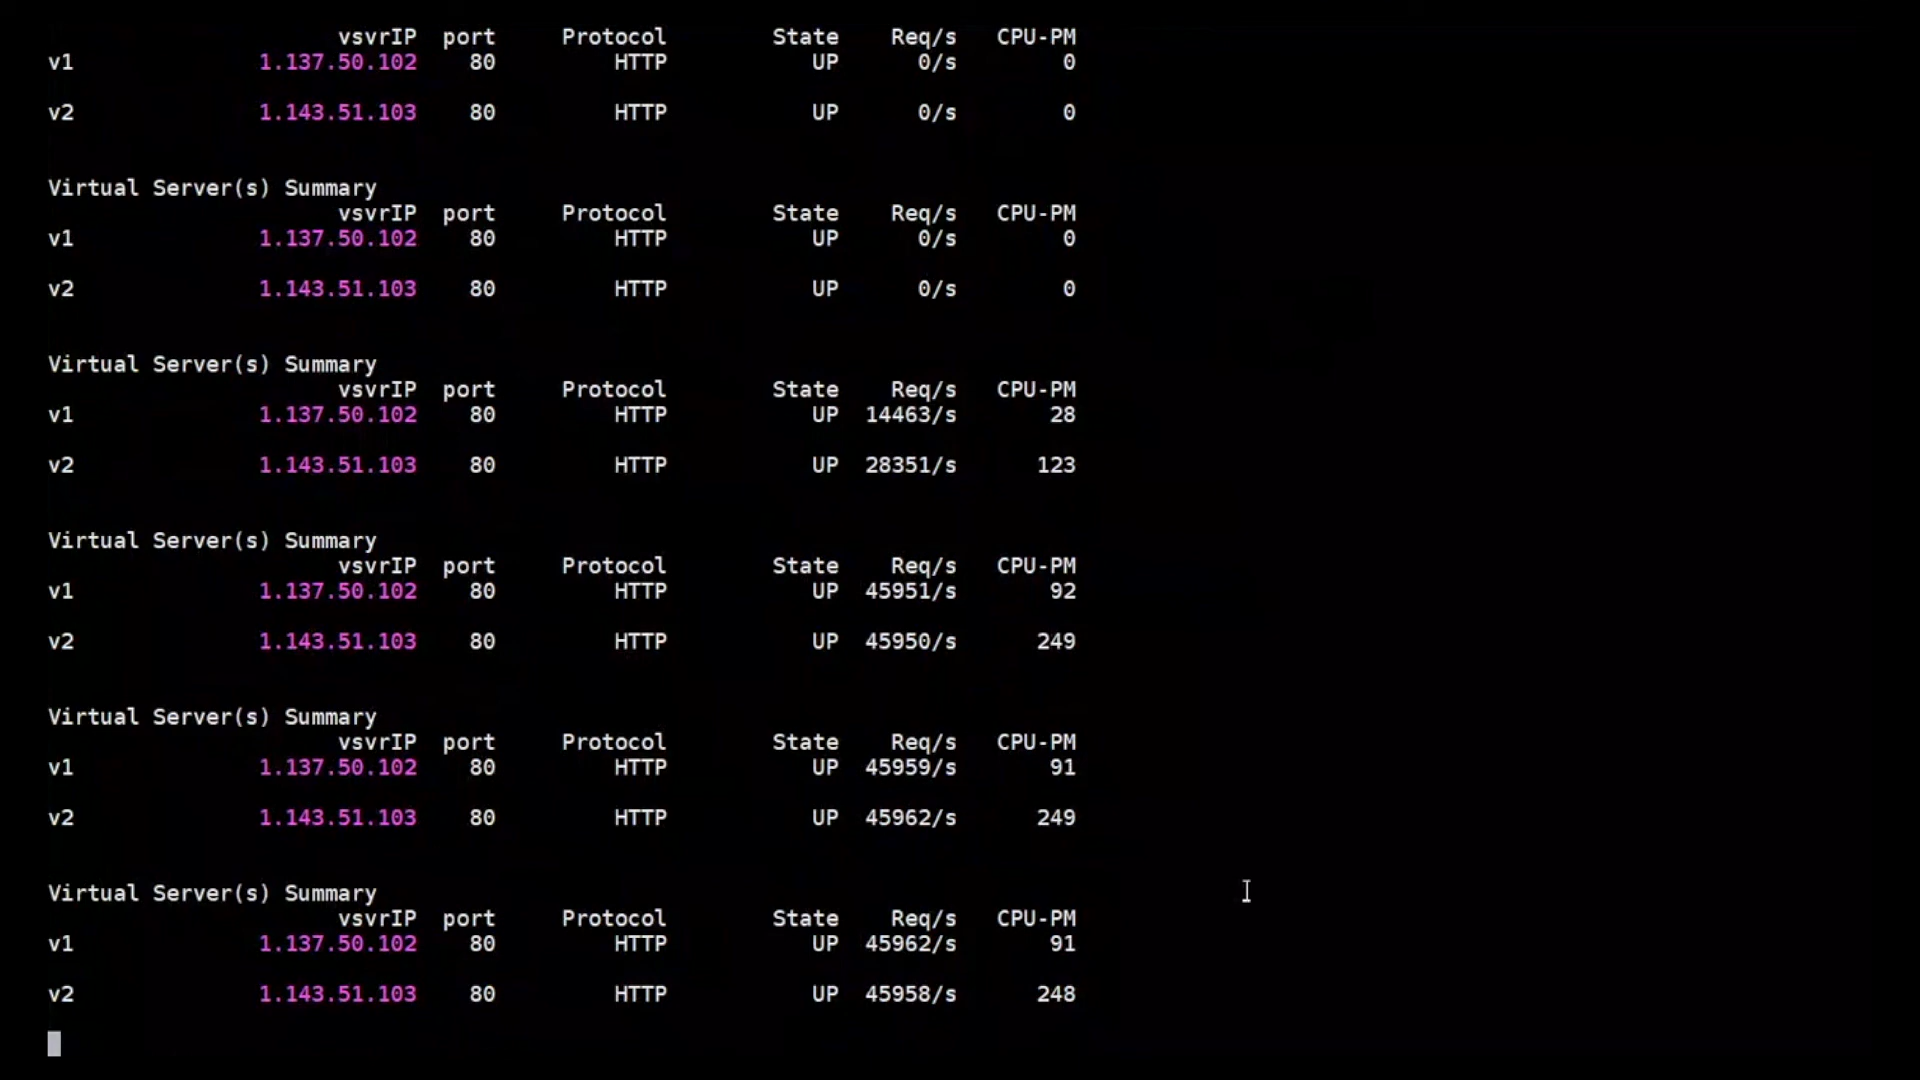 vsvrIP port Protocol State Req/s CPU-PM
v1 1.137.50.102 80 HTTP UP 0/s 0
v2 1.143.51.103 80 HTTP UP 0/s 0
Virtual Server(s) Summary
vsvrIP port Protocol State Req/s CPU-PM
v1 1.137.50.102 80 HTTP UP 0/s 0
v2 1.143.51.103 80 HTTP UP 0/s 0
Virtual Server(s) Summary
vsvrIP port Protocol State Req/s CPU-PM
v1 1.137.50.102 80 HTTP UP 14463/s 28
v2 1.143.51.103 80 HTTP UP 28351/s 123
Virtual Server(s) Summary
vsvrIP port Protocol State Req/s CPU-PM
v1 1.137.50.102 80 HTTP UP 45951/s 92
v2 1.143.51.103 80 HTTP UP 45950/s 249
Virtual Server(s) Summary
vsvrIP port Protocol State Req/s CPU-PM
v1 1.137.50.102 80 HTTP UP 45959/s 91
v2 1.143.51.103 80 HTTP UP 45962/s 249
Virtual Server(s) Summary
vsvrIP port Protocol State Req/s CPU-PM
v1 1.137.50.102 80 HTTP UP 45962/s 91
v2 1.143.51.103 80 HTTP UP 45958/s 248